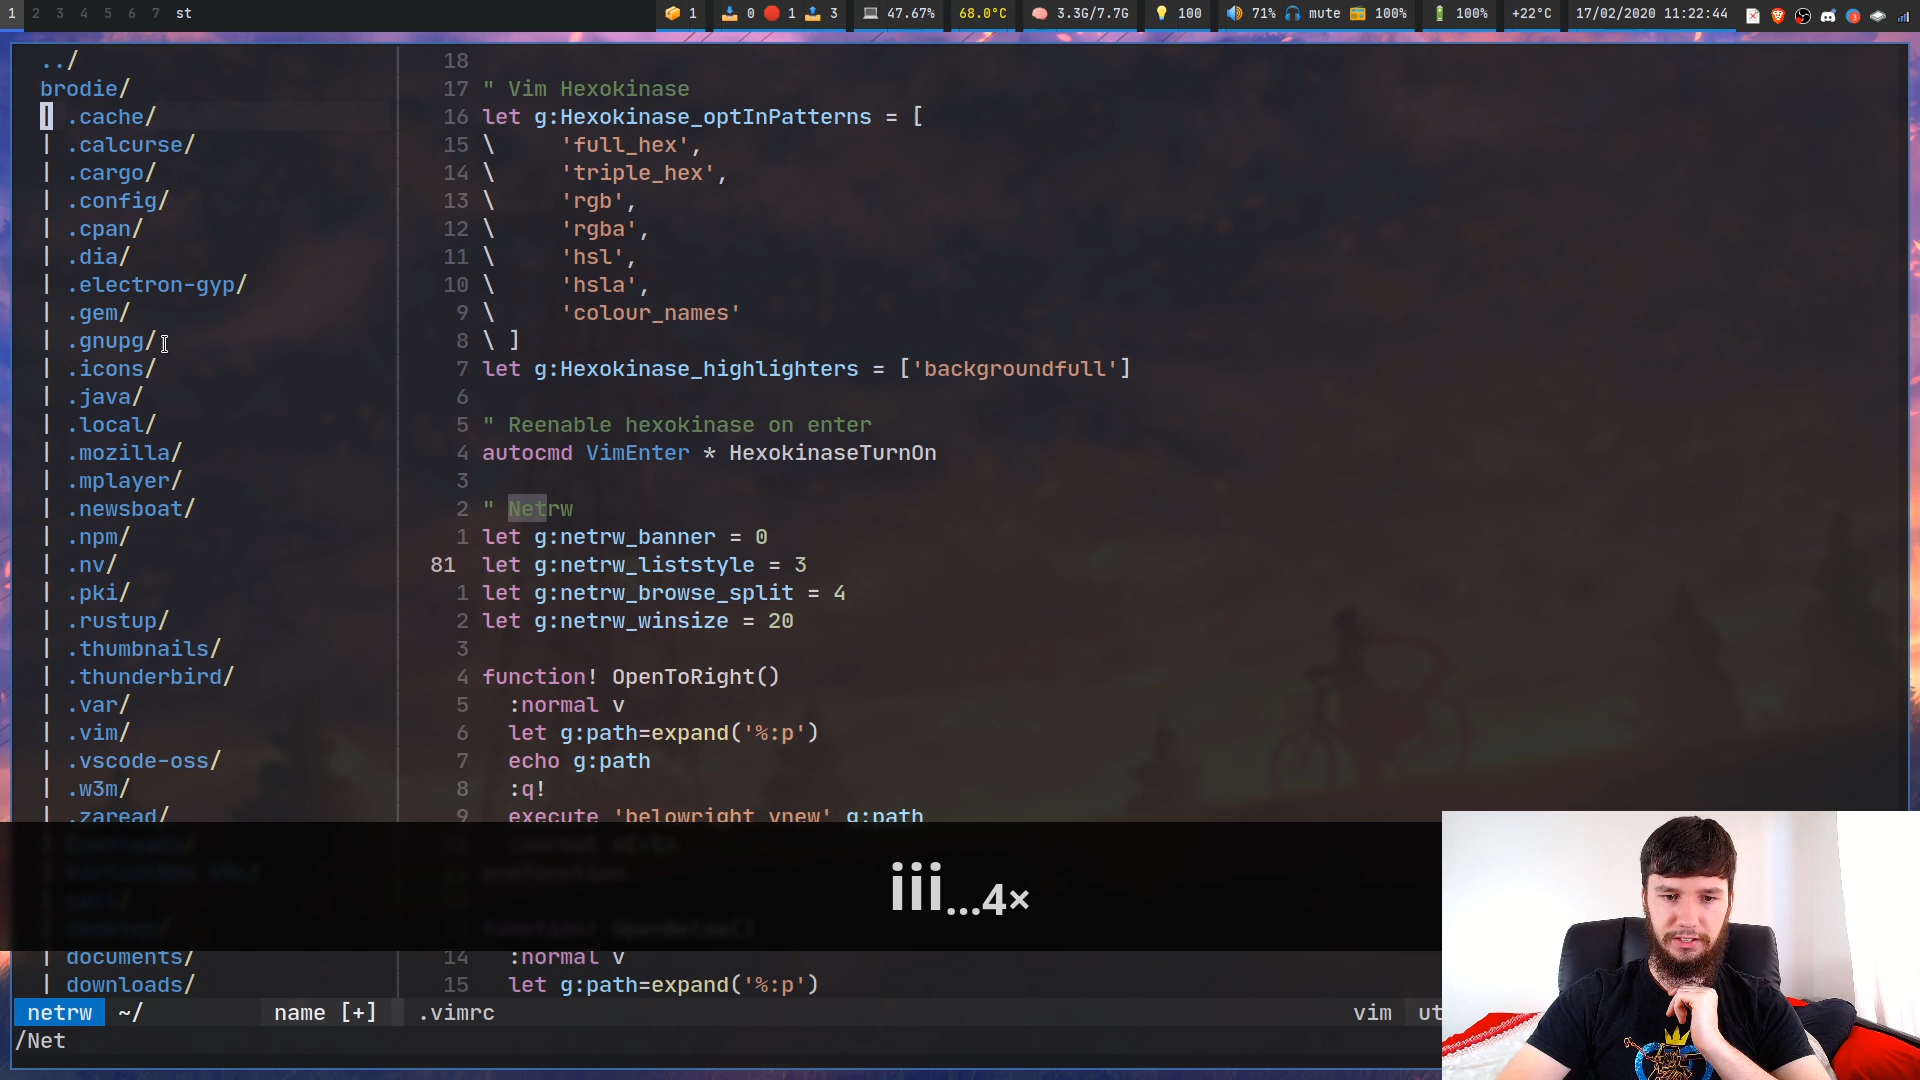 1 2 3 4 5 6 7 st 1 0 1 3 47.67% 68.0°C 3.3G/7.7G 100 71% mute 100% 100% +22°C 17/02/2020 11:22:44
../
brodie/
| .cache/
| .calcurse/
| .cargo/
| .config/
| .cpan/
| .dia/
| .electron-gyp/
| .gem/
| .gnupg/
| .icons/
| .java/
| .local/
| .mozilla/
| .mplayer/
| .newsboat/
| .npm/
| .nv/
| .pki/
| .rustup/
| .thumbnails/
| .thunderbird/
| .var/
| .vim/
| .vscode-oss/
| .w3m/
| .zaread/
| documents/
| downloads/
18
17 " Vim Hexokinase
16 let g:Hexokinase_optInPatterns = [
15 \     'full_hex',
14 \     'triple_hex',
13 \     'rgb',
12 \     'rgba',
11 \     'hsl',
10 \     'hsla',
9 \     'colour_names'
8 \ ]
7 let g:Hexokinase_highlighters = ['backgroundfull']
6
5 " Reenable hexokinase on enter
4 autocmd VimEnter * HexokinaseTurnOn
3
2 " Netrw
1 let g:netrw_banner = 0
81 let g:netrw_liststyle = 3
1 let g:netrw_browse_split = 4
2 let g:netrw_winsize = 20
3
4 function! OpenToRight()
5   :normal v
6   let g:path=expand('%:p')
7   echo g:path
8   :q!
9   execute 'belowright vnew' g:path
14   :normal v
15   let g:path=expand('%:p')
iii...4×
netrw ~/ name [+] .vimrc vim ut
/Net